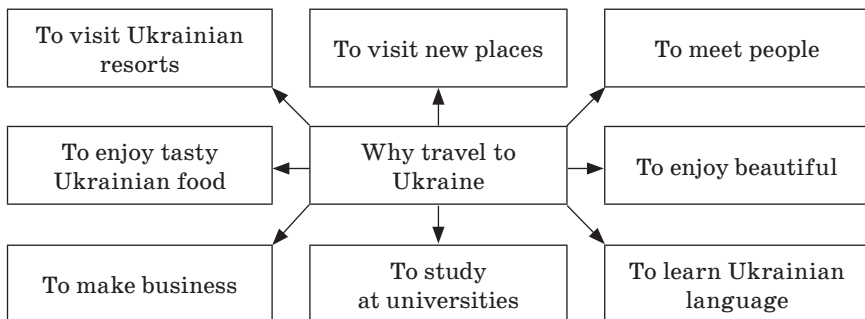 To visit Ukrainian
resorts
To visit new places
To meet people
To enjoy tasty
Ukrainian food
Why travel to
Ukraine
To enjoy beautiful
To make business
To study
at universities
To learn Ukrainian
language